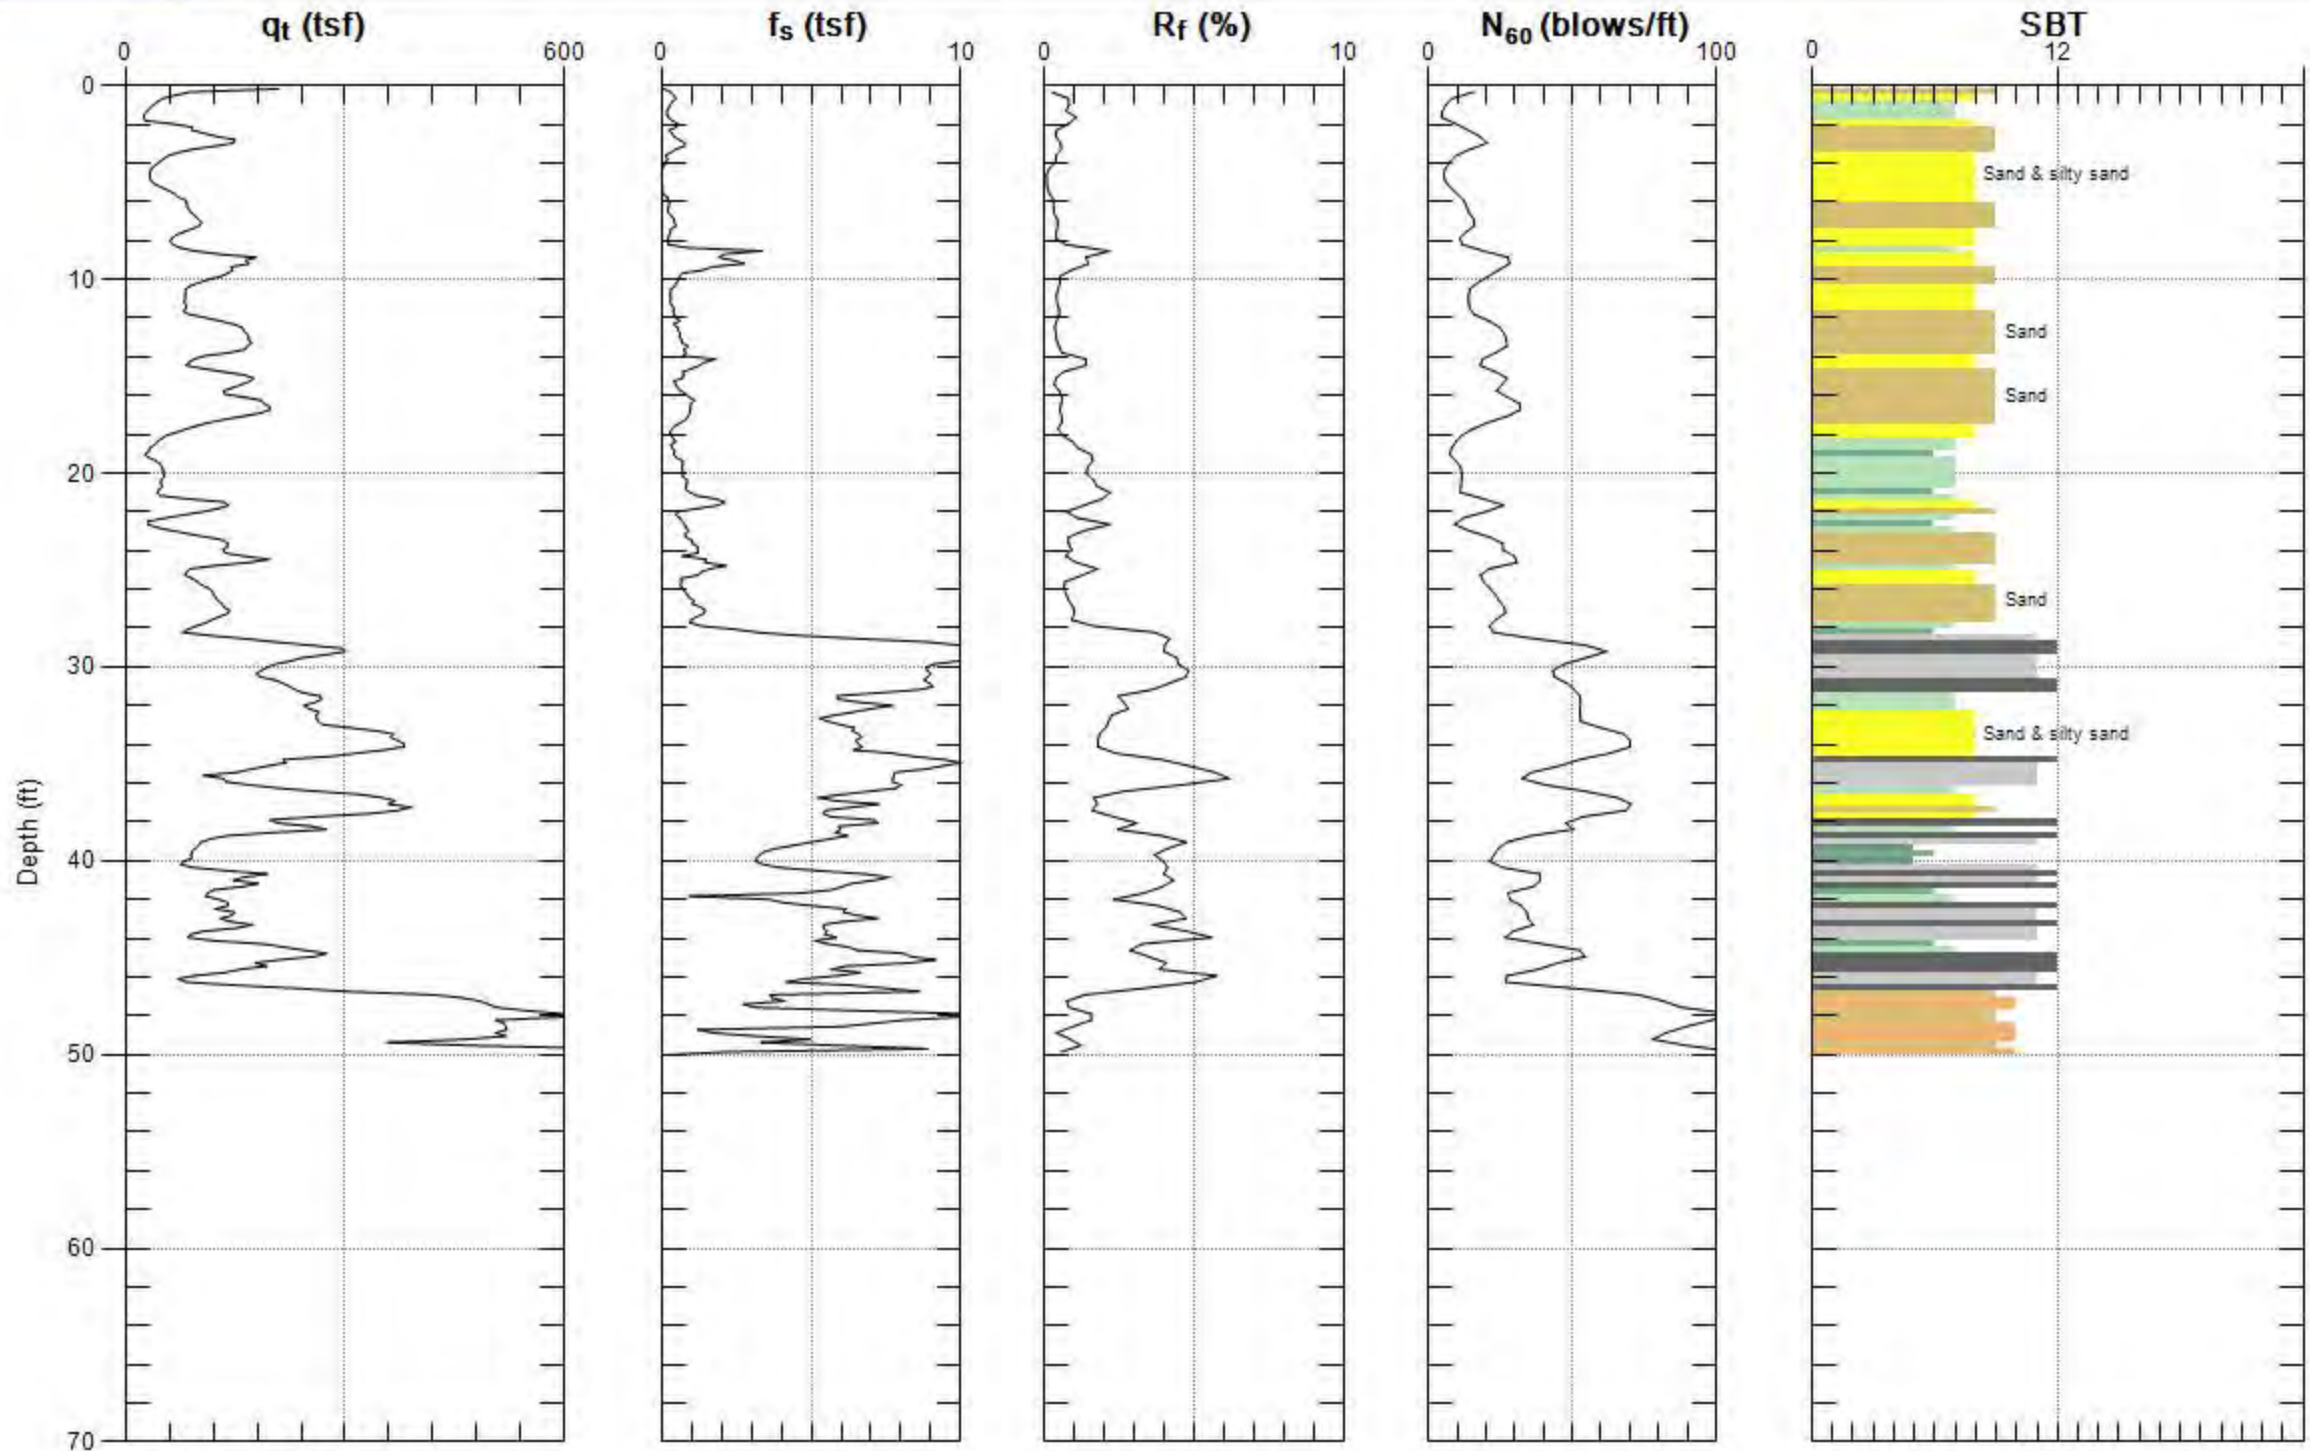 qt (tsf) fs (tsf) Rf (%) N60 (blows/ft) SBT
0 600 0 10 0 10 0 100 0 12
0
Sand & silty sand
10
Sand
Sand
20
Sand
30
Sand & silty sand
Depth (ft)
40
50
60
70